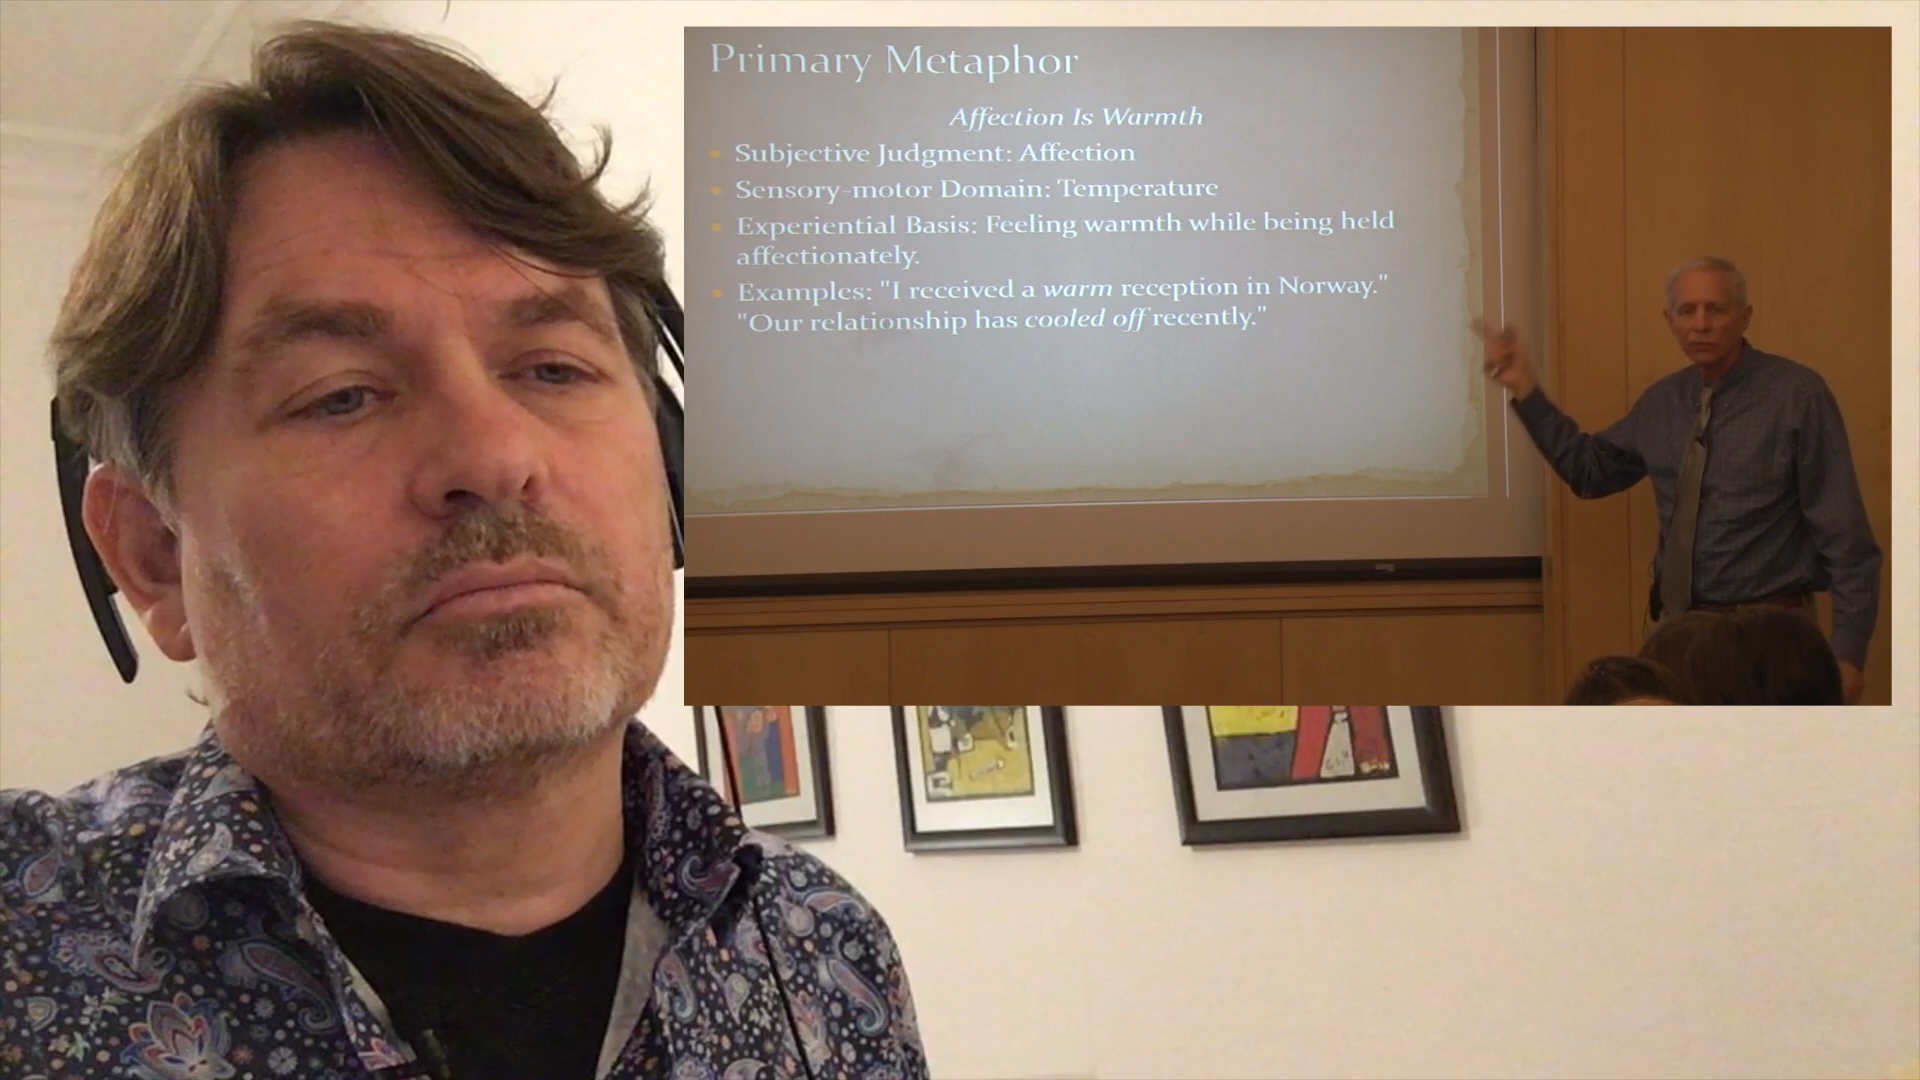 Primary Metaphor
Affection Is Warmth
Subjective Judgment: Affection
Sensory-motor Domain: Temperature
Experiential Basis: Feeling warmth while being held
affectionately.
Examples: "I received a warm reception in Norway."
"Our relationship has cooled off recently."